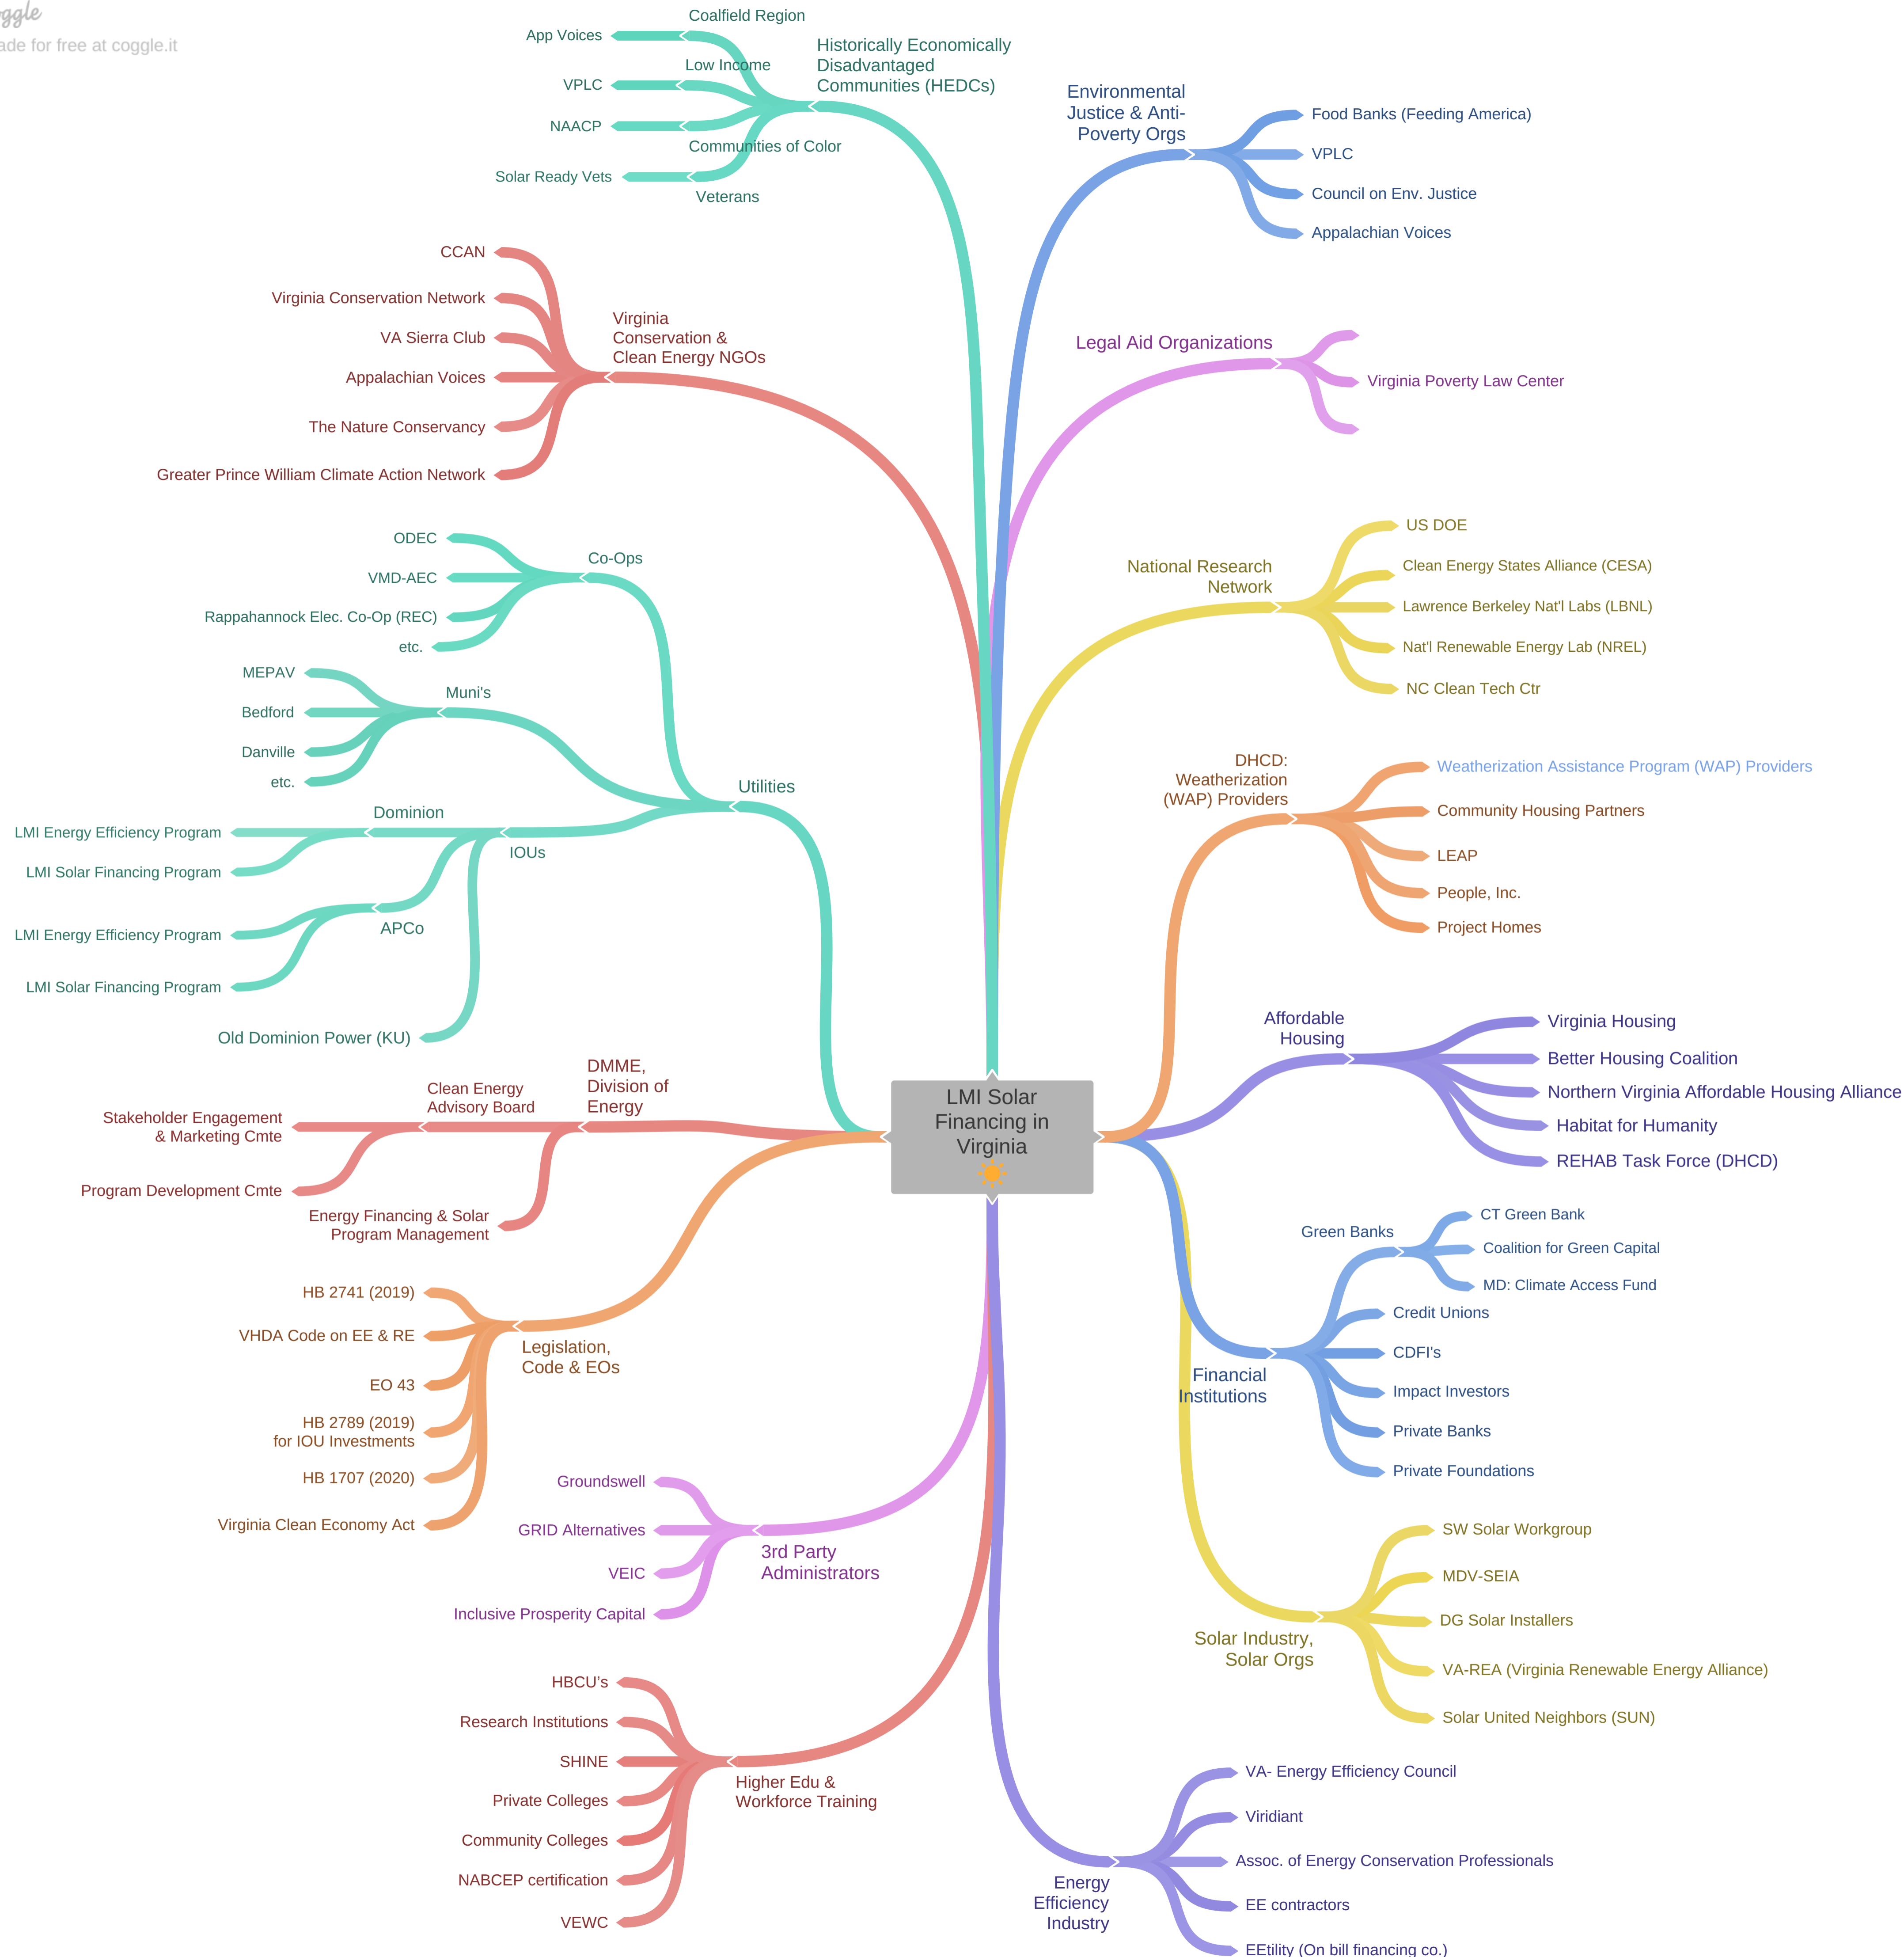 oggle
ade for free at coggle.it
LMI Solar
Financing in
Virginia
Historically Economically
Disadvantaged
Communities (HEDCs)
Coalfield Region
App Voices
Low Income
VPLC
NAACP
Communities of Color
Solar Ready Vets
Veterans
Virginia
Conservation &
Clean Energy NGOs
CCAN
Virginia Conservation Network
VA Sierra Club
Appalachian Voices
The Nature Conservancy
Greater Prince William Climate Action Network
Utilities
Co-Ops
ODEC
VMD-AEC
Rappahannock Elec. Co-Op (REC)
etc.
Muni's
MEPAV
Bedford
Danville
etc.
IOUs
Dominion
LMI Energy Efficiency Program
LMI Solar Financing Program
APCo
LMI Energy Efficiency Program
LMI Solar Financing Program
Old Dominion Power (KU)
DMME,
Division of
Energy
Clean Energy
Advisory Board
Stakeholder Engagement
& Marketing Cmte
Program Development Cmte
Energy Financing & Solar
Program Management
Legislation,
Code & EOs
HB 2741 (2019)
VHDA Code on EE & RE
EO 43
HB 2789 (2019)
for IOU Investments
HB 1707 (2020)
Virginia Clean Economy Act
3rd Party
Administrators
Groundswell
GRID Alternatives
VEIC
Inclusive Prosperity Capital
Higher Edu &
Workforce Training
HBCU's
Research Institutions
SHINE
Private Colleges
Community Colleges
NABCEP certification
VEWC
Environmental
Justice & Anti-
Poverty Orgs
Food Banks (Feeding America)
VPLC
Council on Env. Justice
Appalachian Voices
Legal Aid Organizations
Virginia Poverty Law Center
National Research
Network
US DOE
Clean Energy States Alliance (CESA)
Lawrence Berkeley Nat'l Labs (LBNL)
Nat'l Renewable Energy Lab (NREL)
NC Clean Tech Ctr
DHCD:
Weatherization
(WAP) Providers
Weatherization Assistance Program (WAP) Providers
Community Housing Partners
LEAP
People, Inc.
Project Homes
Affordable
Housing
Virginia Housing
Better Housing Coalition
Northern Virginia Affordable Housing Alliance
Habitat for Humanity
REHAB Task Force (DHCD)
Financial
Institutions
Green Banks
CT Green Bank
Coalition for Green Capital
MD: Climate Access Fund
Credit Unions
CDFI's
Impact Investors
Private Banks
Private Foundations
Solar Industry,
Solar Orgs
SW Solar Workgroup
MDV-SEIA
DG Solar Installers
VA-REA (Virginia Renewable Energy Alliance)
Solar United Neighbors (SUN)
Energy
Efficiency
Industry
VA- Energy Efficiency Council
Viridiant
Assoc. of Energy Conservation Professionals
EE contractors
EEtility (On bill financing co.)